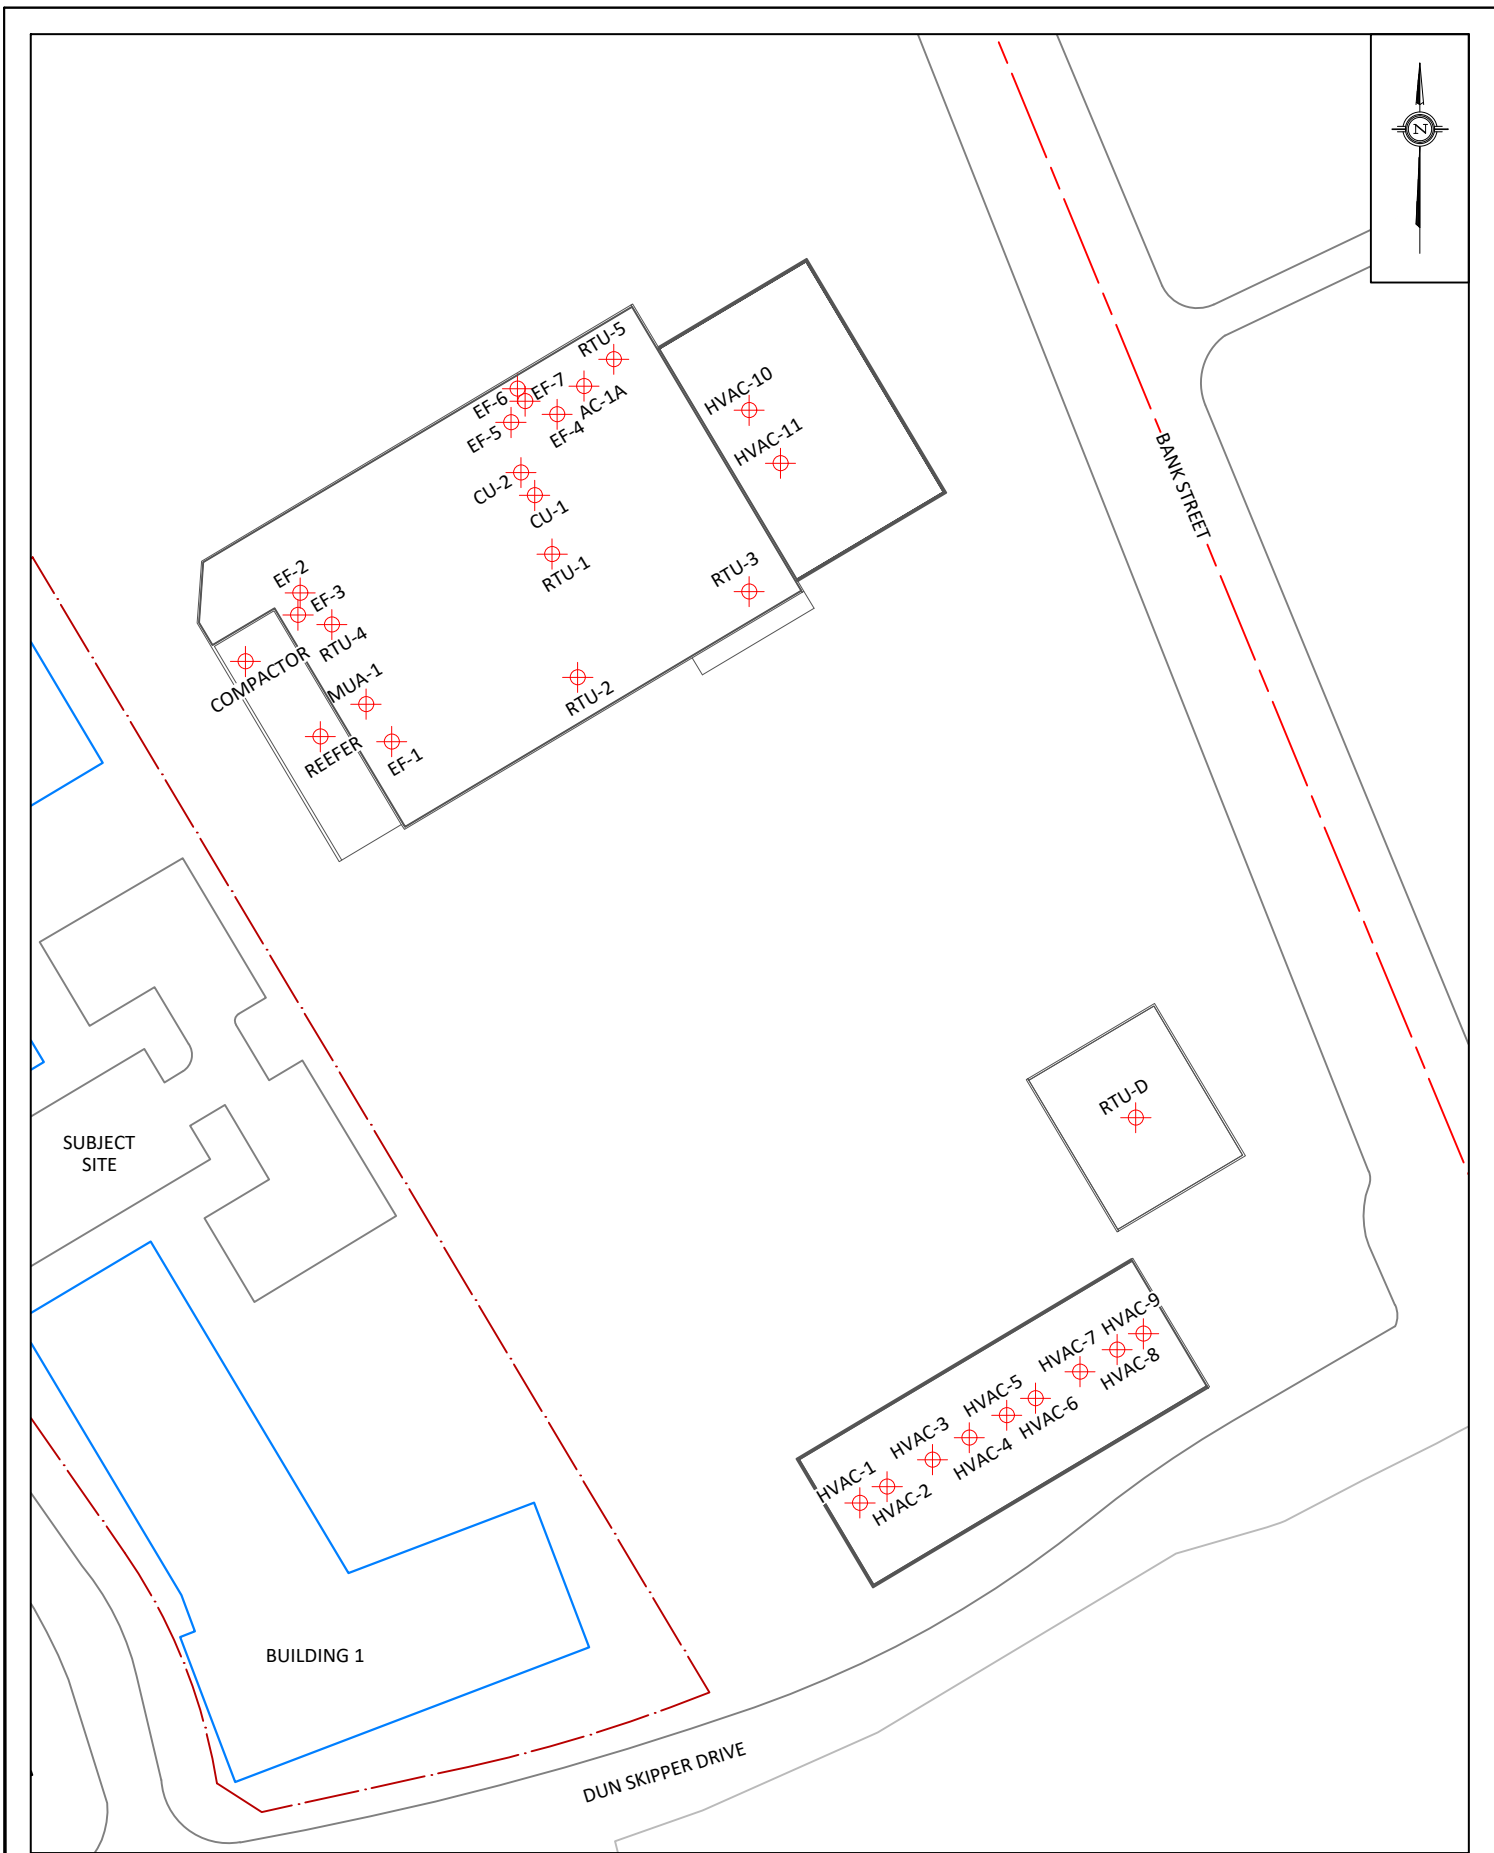 N
RTU-5
EF-7
EF-6
AC-1A
EF-4
EF-5
HVAC-10
HVAC-11
CU-2
CU-1
BANK STREET
RTU-1
RTU-3
EF-2
EF-3
RTU-4
COMPACTOR
MUA-1
RTU-2
REEFER
EF-1
RTU-D
SUBJECT
SITE
HVAC-9
HVAC-7
HVAC-8
HVAC-5
HVAC-6
HVAC-3
HVAC-4
HVAC-1
HVAC-2
BUILDING 1
DUN SKIPPER DRIVE